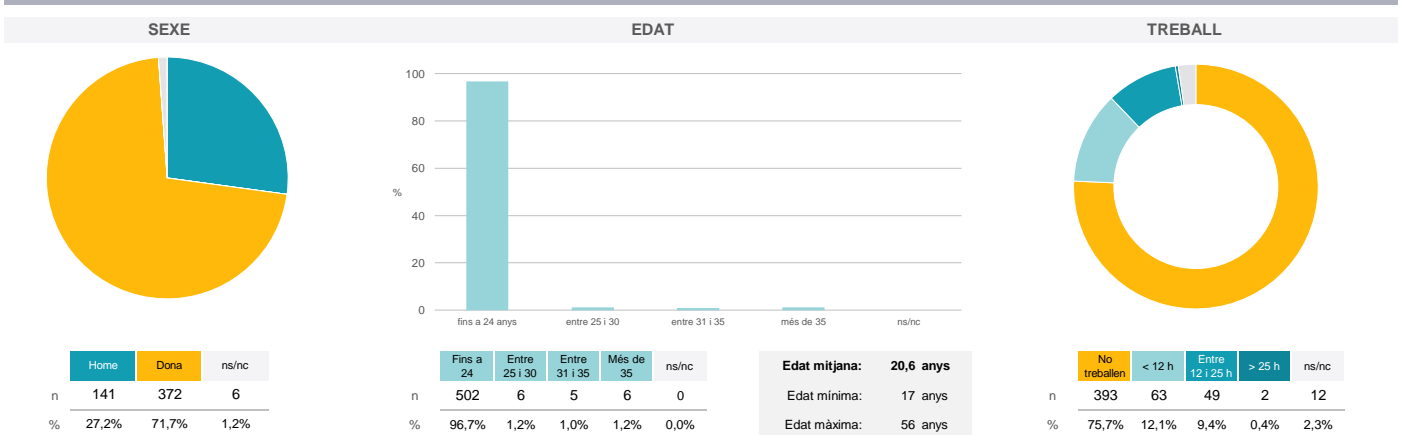 SEXE
EDAT
TREBALL
100
80
60
%
40
20
0
fins a 24 anys entre 25 i 30 entre 31 i 35 més de 35 ns/nc
Home Dona ns/nc
n 141 372 6
% 27,2% 71,7% 1,2%
Fins a 24 Entre 25 i 30 Entre 31 i 35 Més de 35 ns/nc
n 502 6 5 6 0
% 96,7% 1,2% 1,0% 1,2% 0,0%
Edat mitjana: 20,6 anys
Edat mínima: 17 anys
Edat màxima: 56 anys
No treballen < 12 h Entre 12 i 25 h > 25 h ns/nc
n 393 63 49 2 12
% 75,7% 12,1% 9,4% 0,4% 2,3%